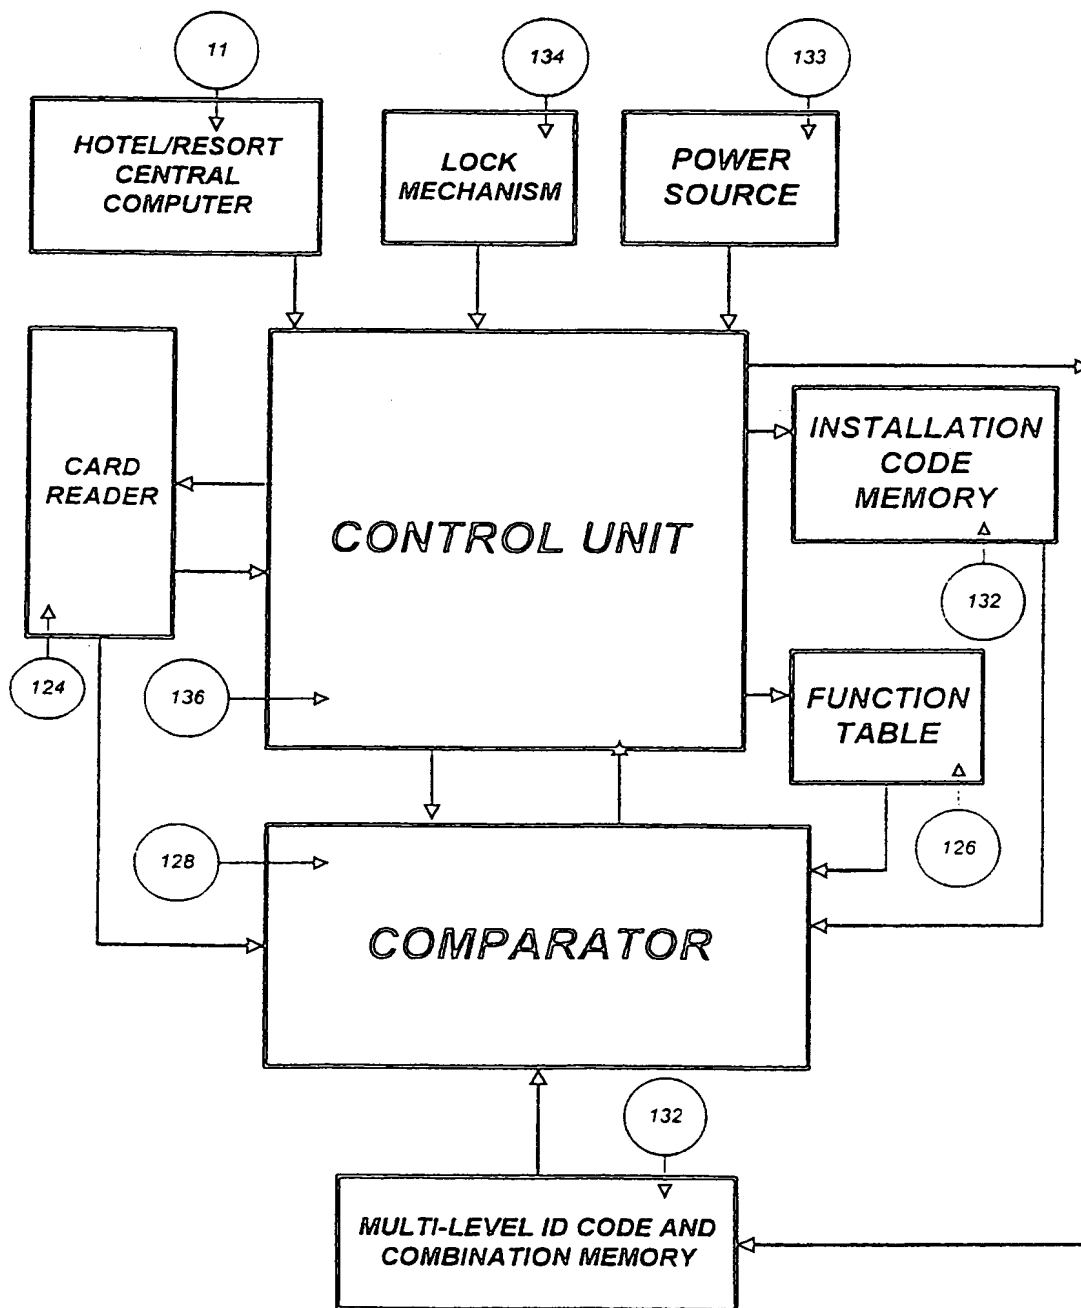 11
134
133
HOTEL/RESORT
CENTRAL
COMPUTER
LOCK
MECHANISM
POWER
SOURCE
CARD
READER
CONTROL UNIT
INSTALLATION
CODE
MEMORY
132
124
136
FUNCTION
TABLE
128
126
COMPARATOR
132
MULTI-LEVEL ID CODE AND
COMBINATION MEMORY